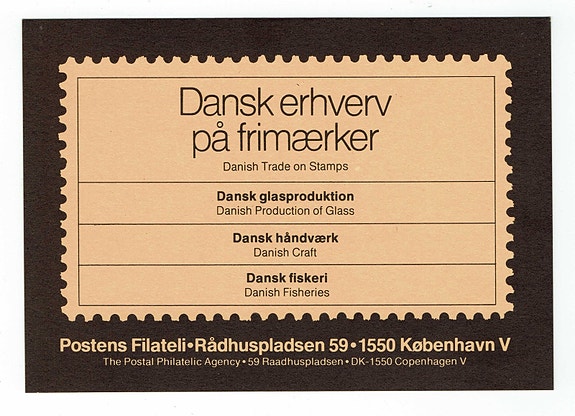 Dansk erhverv
på frimærker
Danish Trade on Stamps
Dansk glasproduktion
Danish Production of Glass
Dansk håndværk
Danish Craft
Dansk fiskeri
Danish Fisheries
Postens Filateli•Rådhuspladsen 59•1550 København V
The Postal Philatelic Agency•59 Raadhuspladsen•DK-1550 Copenhagen V